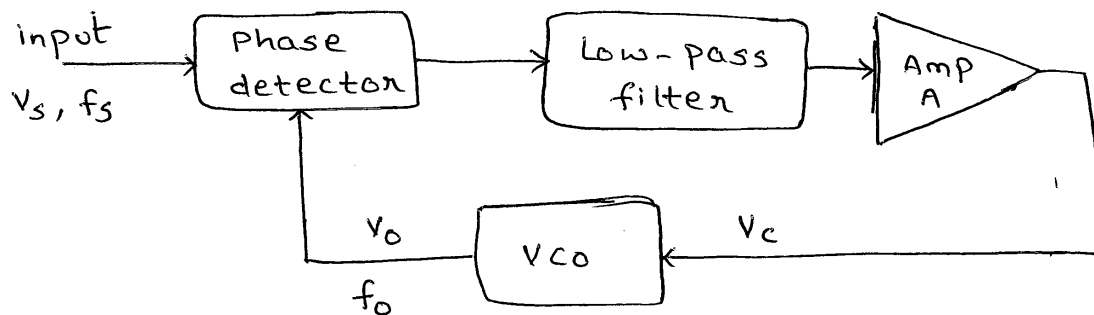 input
Vs, fs
Phase
detector
Low-pass
filter
Amp
A
Vo
fo
VCO
Vc